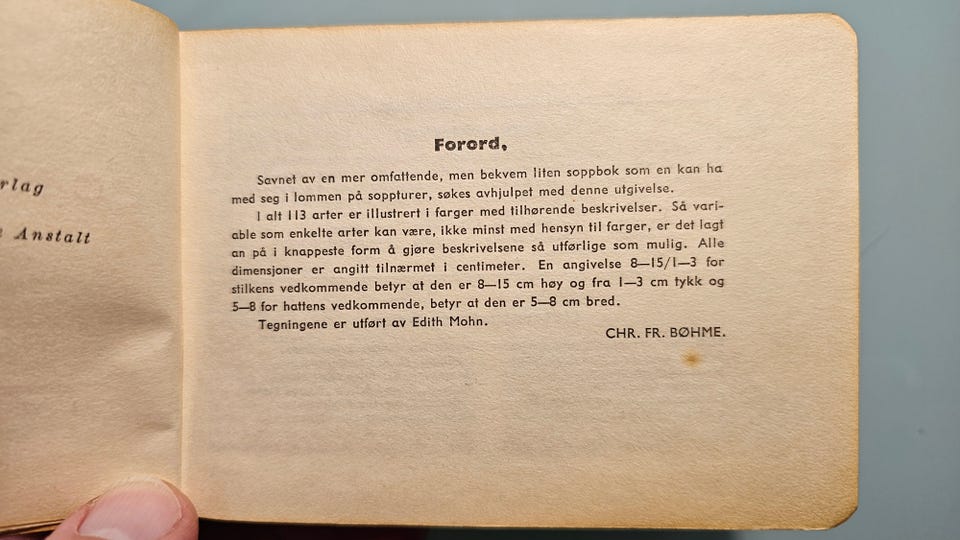 Anstalt
Forord,
Savnet av en mer omfattende, men bekvem liten soppbok som en kan ha
med seg i lommen på soppturer, søkes avhjulpet med denne utgivelse.
I alt 113 arter er illustrert i farger med tilhørende beskrivelser. Så vari-
able som enkelte arter kan være, ikke minst med hensyn til farger, er det lagt
an på i knappeste form å gjøre beskrivelsene så utførlige som mulig. Alle
dimensjoner er angitt tilnærmet i centimeter. En angivelse 8—15/1—3 for
stilkens vedkommende betyr at den er 8—15 cm høy og fra 1—3 cm tykk og
5—8 for hattens vedkommende, betyr at den er 5—8 cm bred.
Tegningene er utført av Edith Mohn.
CHR. FR. BØHME.